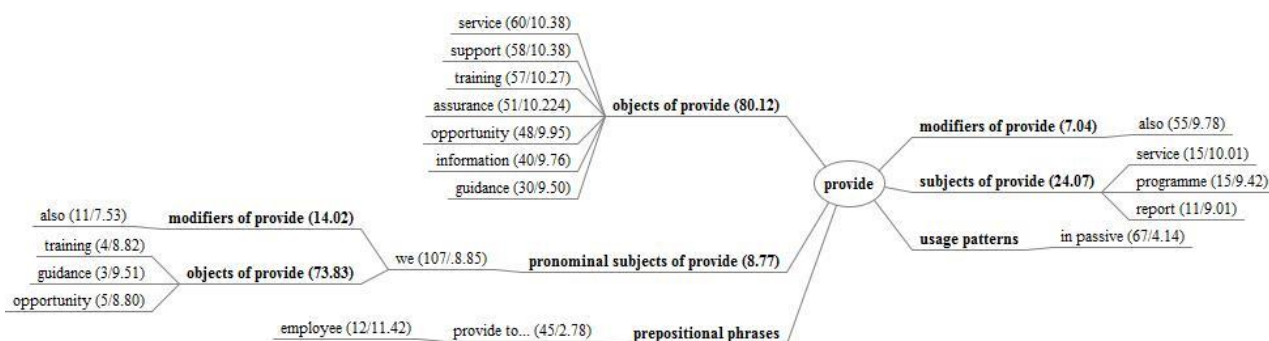 service (60/10.38)
support (58/10.38)
training (57/10.27)
assurance (51/10.224)
opportunity (48/9.95)
information (40/9.76)
guidance (30/9.50)
objects of provide (80.12)
also (11/7.53)
modifiers of provide (14.02)
training (4/8.82)
guidance (3/9.51)
opportunity (5/8.80)
objects of provide (73.83)
we (107/.8.85)
pronominal subjects of provide (8.77)
employee (12/11.42)
provide to... (45/2.78)
prepositional phrases
provide
modifiers of provide (7.04)
also (55/9.78)
subjects of provide (24.07)
service (15/10.01)
programme (15/9.42)
report (11/9.01)
usage patterns
in passive (67/4.14)